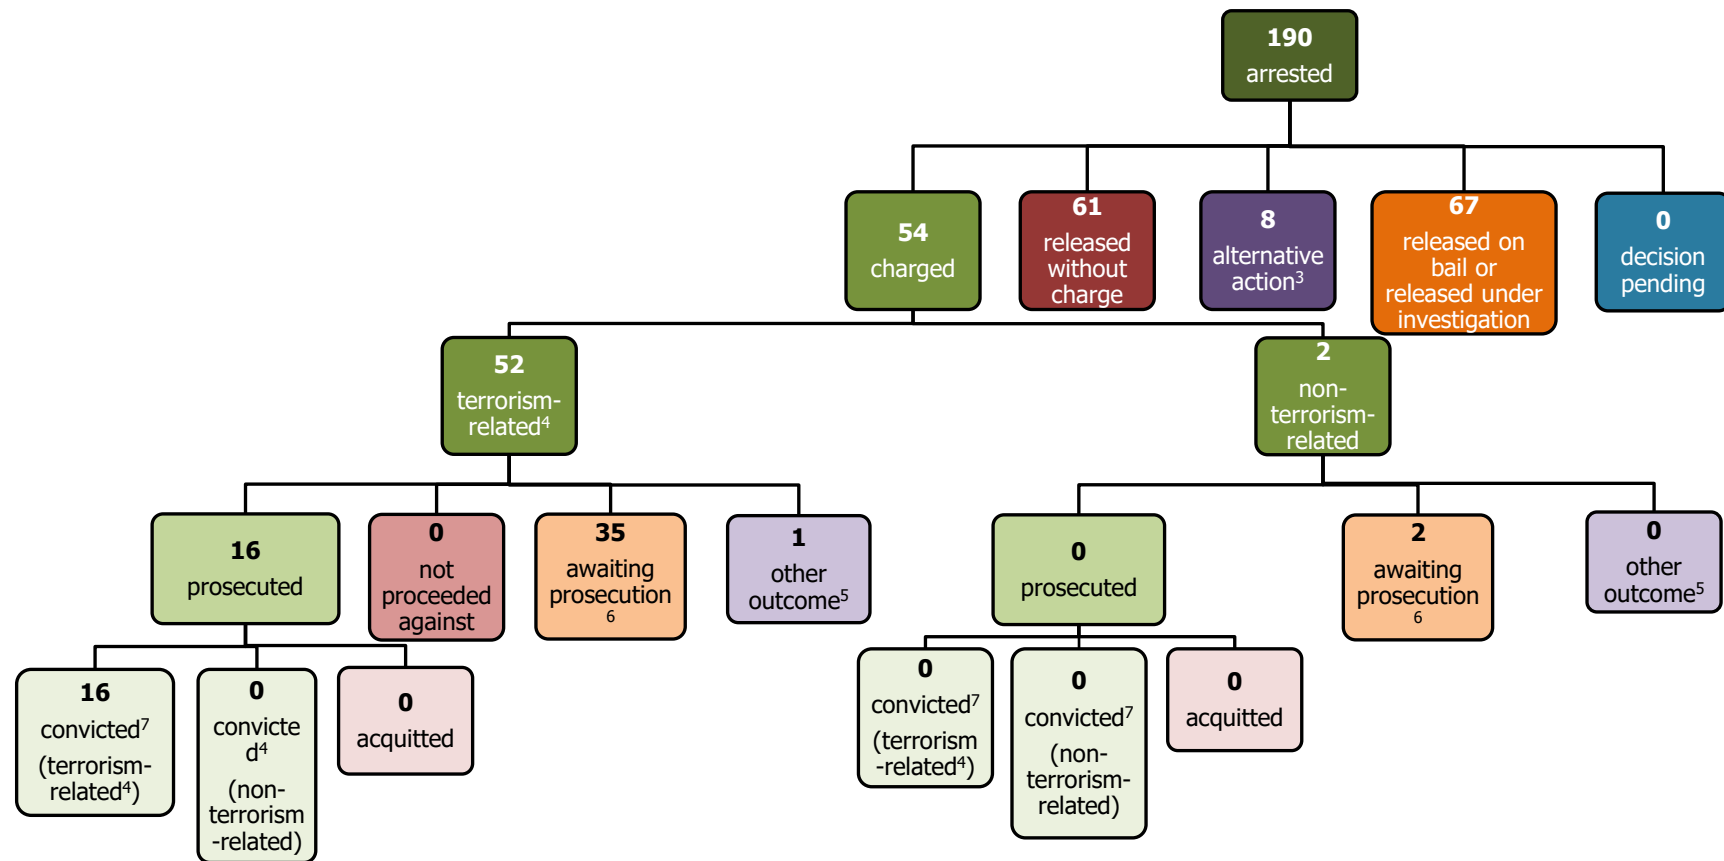 190
arrested
54
charged
61
released
without
charge
8
alternative
action³
67
released on
bail or
released under
investigation
0
decision
pending
52
terrorism-
related⁴
2
non-
terrorism-
related
16
prosecuted
0
not
proceeded
against
35
awaiting
prosecution
6
1
other
outcome⁵
0
prosecuted
2
awaiting
prosecution
6
0
other
outcome⁵
16
convicted⁷
(terrorism-
related⁴)
0
convicte
d⁴
(non-
terrorism
-related)
0
acquitted
0
convicted⁷
(terrorism
-related⁴)
0
convicted⁷
(non-
terrorism-
related)
0
acquitted